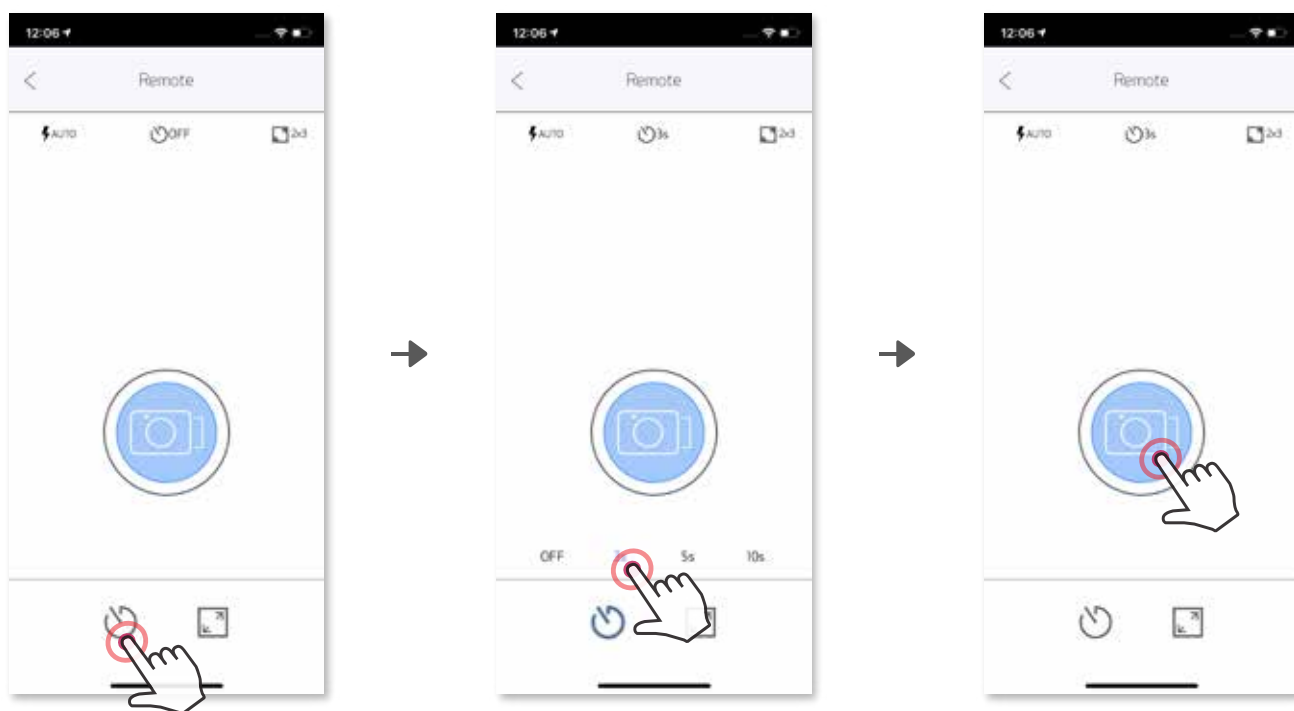 12:06
Remote
AUTO
OFF
2x3
12:06
Remote
AUTO
3s
2x3
OFF
5s
10s
12:06
Remote
AUTO
3s
2x3